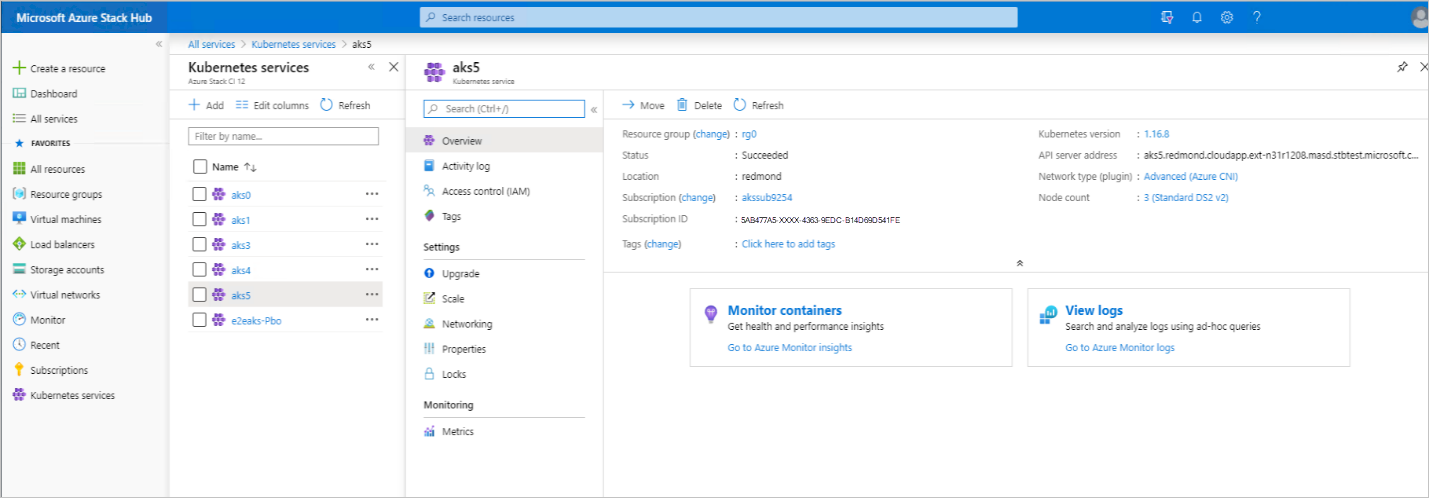 Microsoft Azure Stack Hub
Search resources
«
Create a resource
Dashboard
All services
FAVORITES
All resources
Resource groups
Virtual machines
Load balancers
Storage accounts
Virtual networks
Monitor
Recent
Subscriptions
Kubernetes services
All services > Kubernetes services > aks5
Kubernetes services
«
Azure Stack CI 12
Add
Edit columns
Refresh
Filter by name...
Name ↑↓
aks0 ...
aks1 ...
aks3 ...
aks4 ...
aks5 ...
e2eaks-Pbo ...
aks5
Kubernetes service
Search (Ctrl+/)
«
Overview
Activity log
Access control (IAM)
Tags
Settings
Upgrade
Scale
Networking
Properties
Locks
Monitoring
Metrics
Move
Delete
Refresh
Resource group (change) : rg0
Status : Succeeded
Location : redmond
Subscription (change) : akssub9254
Subscription ID : 5AB477A5-XXXX-4363-9EDC-B14D69D541FE
Tags (change) : Click here to add tags
Kubernetes version : 1.16.8
API server address : aks5.redmond.cloudapp.ext-n31r1208.masd.stbtest.microsoft.c...
Network type (plugin) : Advanced (Azure CNI)
Node count : 3 (Standard DS2 v2)
Monitor containers
Get health and performance insights
Go to Azure Monitor insights
View logs
Search and analyze logs using ad-hoc queries
Go to Azure Monitor logs